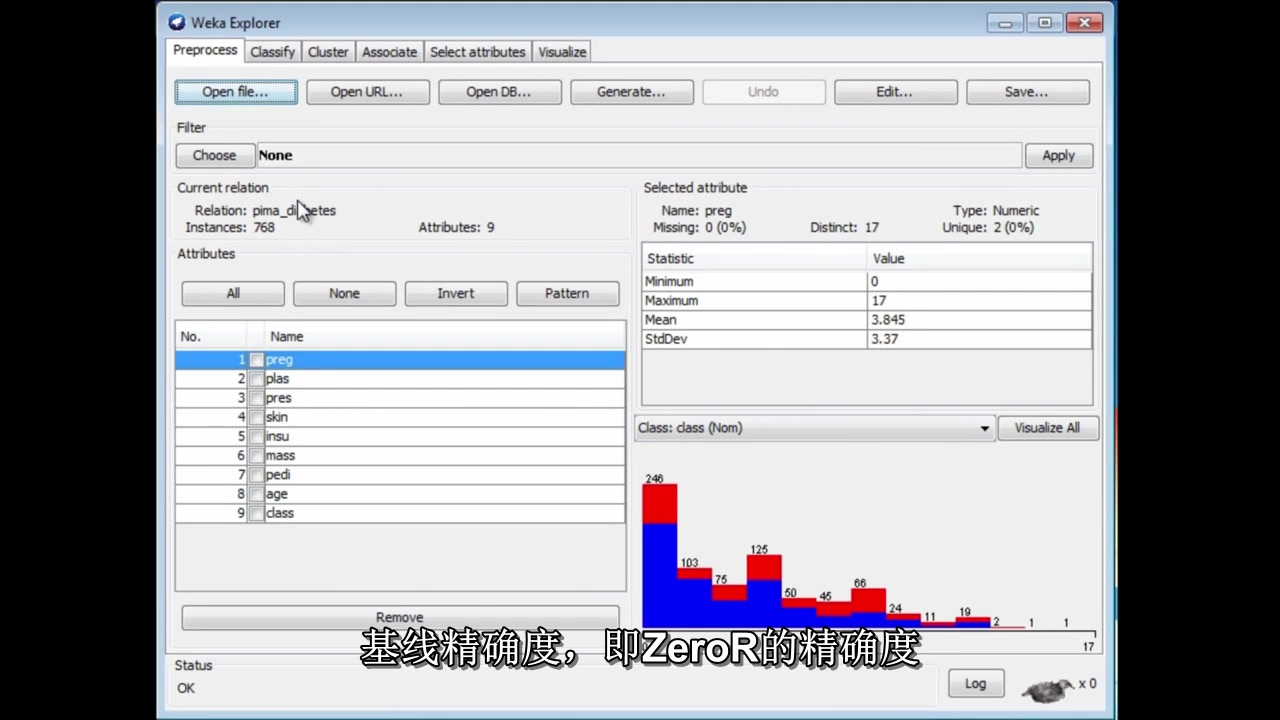 Weka Explorer
Preprocess Classify Cluster Associate Select attributes Visualize
Open file... Open URL... Open DB... Generate... Undo Edit... Save...
Filter
Choose None Apply
Current relation
Relation: pima_diabetes
Instances: 768 Attributes: 9
Attributes
All None Invert Pattern
No. Name
1 preg
2 plas
3 pres
4 skin
5 insu
6 mass
7 pedi
8 age
9 class
Remove
Selected attribute
Name: preg Type: Numeric
Missing: 0 (0%) Distinct: 17 Unique: 2 (0%)
Statistic Value
Minimum 0
Maximum 17
Mean 3.845
StdDev 3.37
Class: class (Nom) Visualize All
246 103 75 125 50 45 66 24 11 19 2 1 1
17
基线精确度，即ZeroR的精确度
Status
OK Log x 0